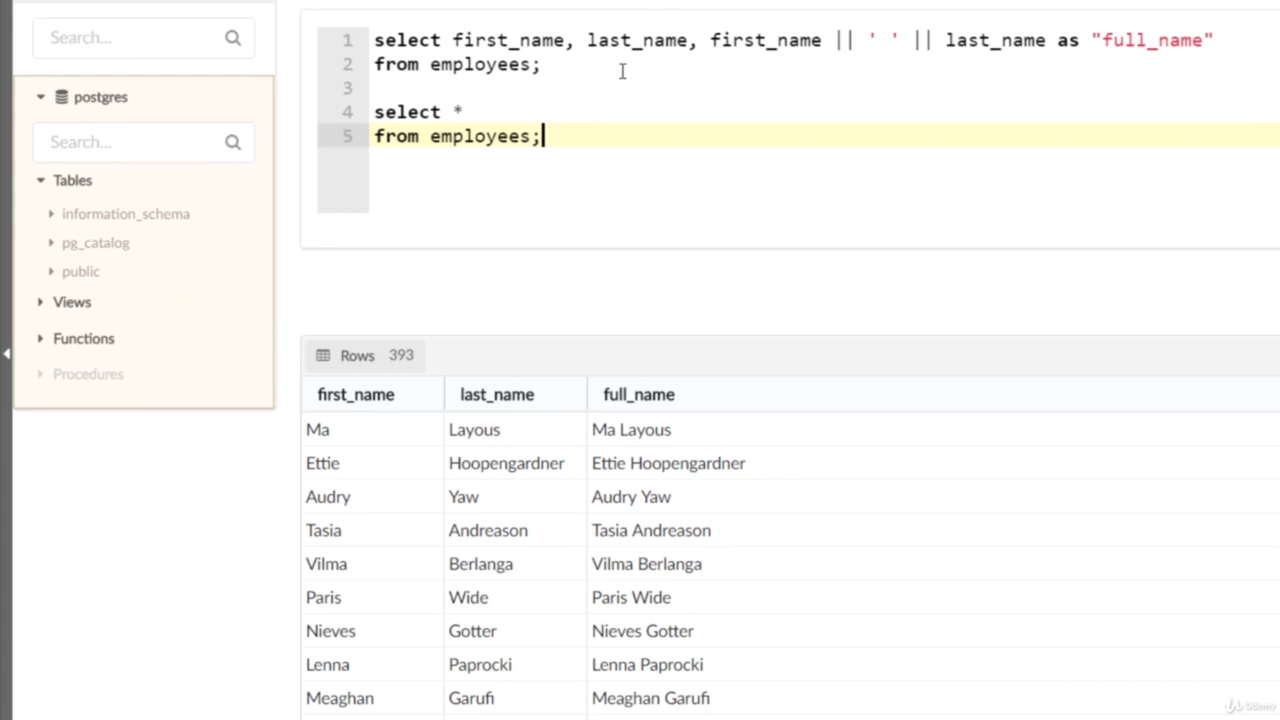 Search...
postgres
Search...
Tables
information_schema
pg_catalog
public
Views
Functions
Procedures
1 select first_name, last_name, first_name || ' ' || last_name as "full_name"
2 from employees;
3
4 select *
5 from employees;
Rows 393
first_name last_name full_name
Ma Layous Ma Layous
Ettie Hoopengardner Ettie Hoopengardner
Audry Yaw Audry Yaw
Tasia Andreason Tasia Andreason
Vilma Berlanga Vilma Berlanga
Paris Wide Paris Wide
Nieves Gotter Nieves Gotter
Lenna Paprocki Lenna Paprocki
Meaghan Garufi Meaghan Garufi
Udemy